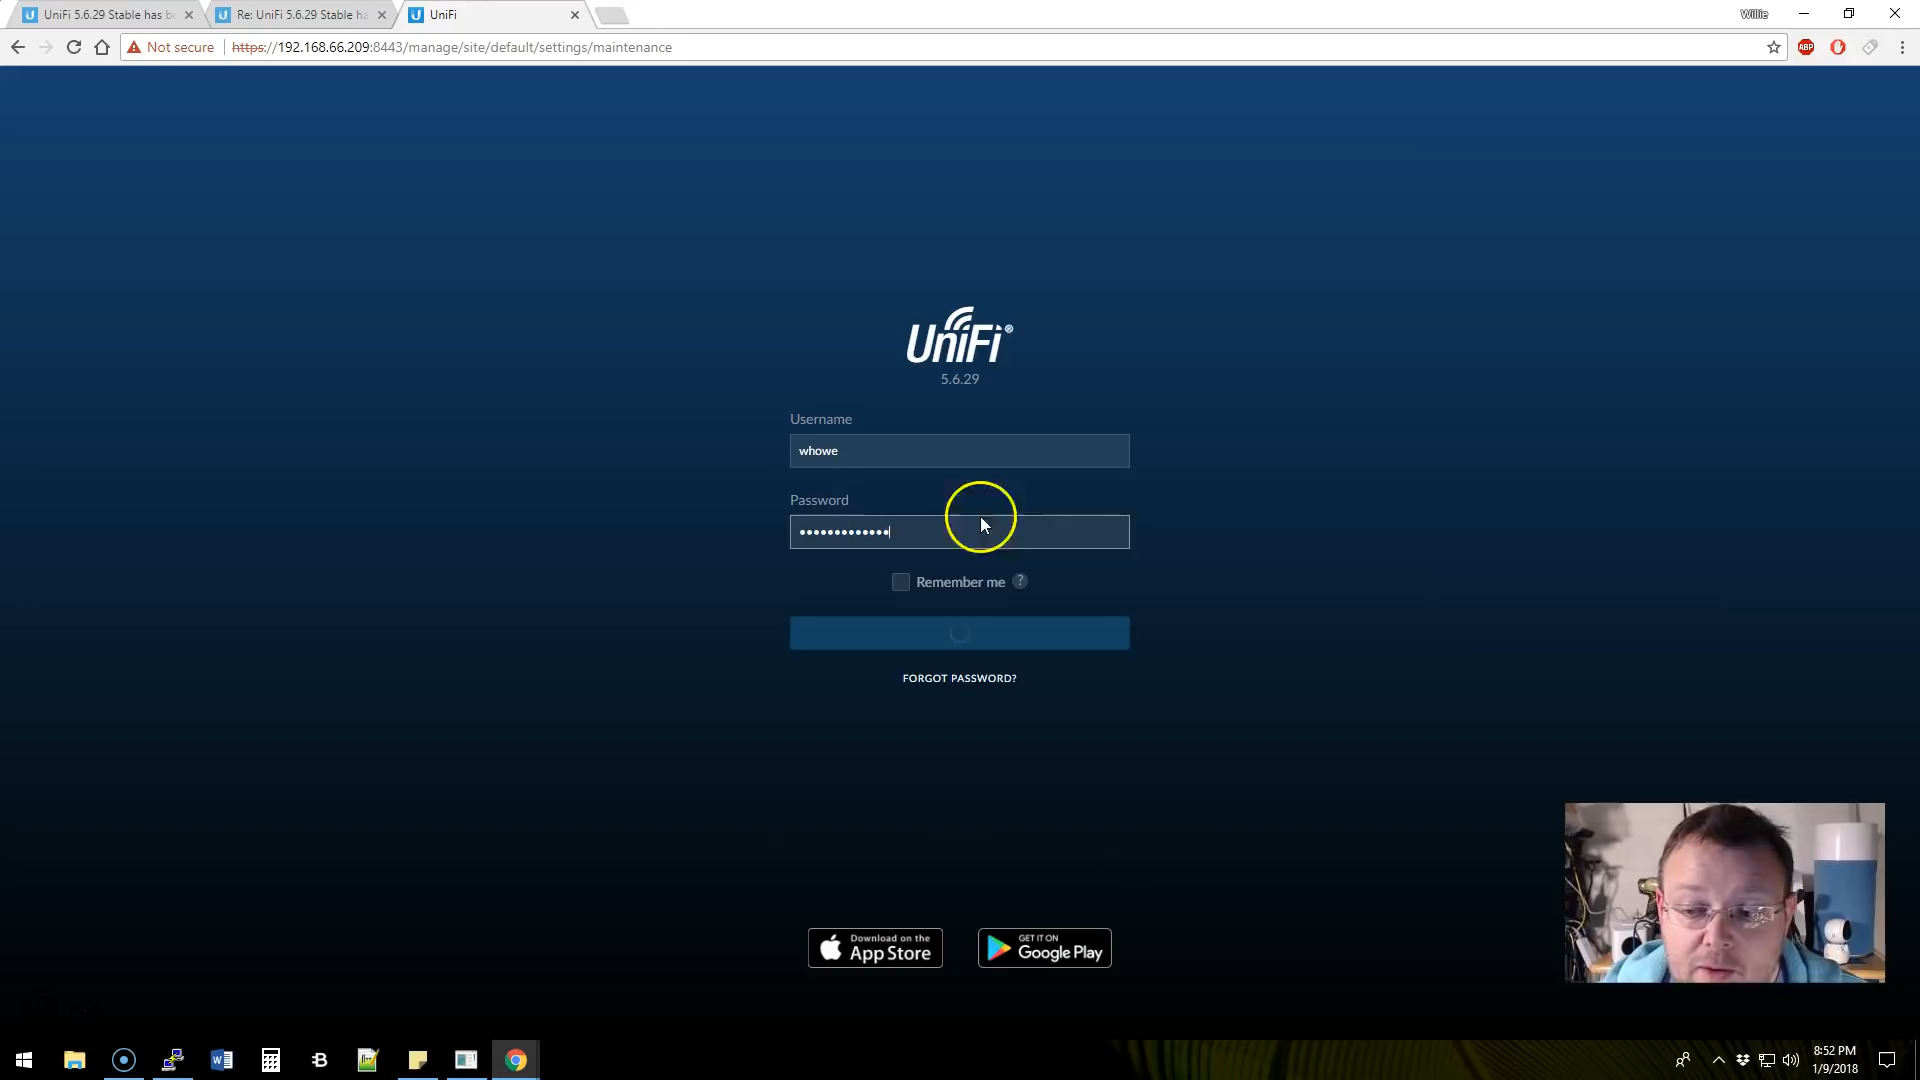 UniFi 5.6.29 Stable has be
Re: UniFi 5.6.29 Stable ha
UniFi
Willie
Not secure
https://192.168.66.209:8443/manage/site/default/settings/maintenance
ABP
UniFi®
5.6.29
Username
whowe
Password
Remember me ?
FORGOT PASSWORD?
Download on the
App Store
GET IT ON
Google Play
8:52 PM
1/9/2018